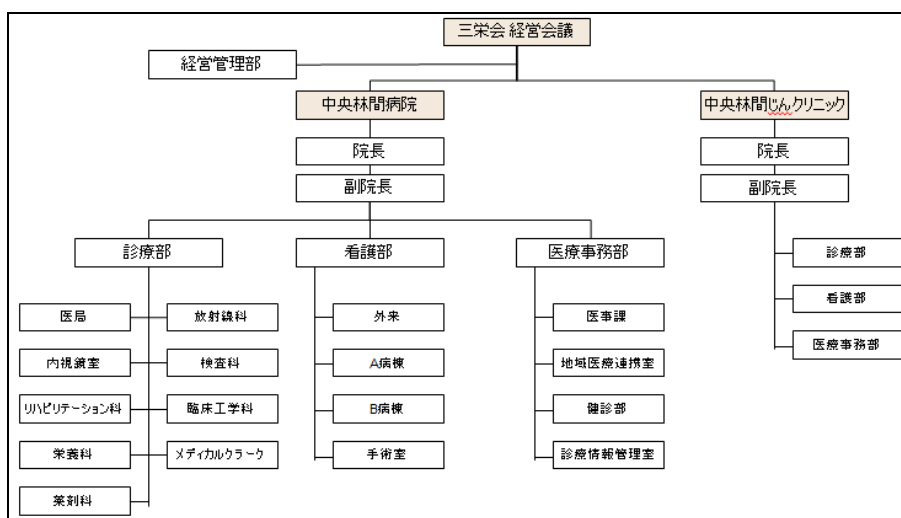 三栄会 経営会議
経営管理部
中央林間病院
中央林間じんクリニック
院長
院長
副院長
副院長
診療部
看護部
医療事務部
診療部
看護部
医療事務部
医局
放射線科
外来
医事課
内視鏡室
検査科
A病棟
地域医療連携室
リハビリテーション科
臨床工学科
B病棟
健診部
栄養科
メディカルクラーク
手術室
診療情報管理室
薬剤科